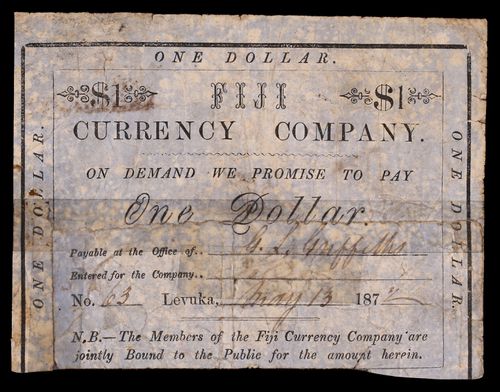 ONE DOLLAR.
$1 FIJI $1
CURRENCY COMPANY.
ON DEMAND WE PROMISE TO PAY
One Dollar.
Payable at the Office of.. G. L. Griffiths
Entered for the Company..
No. 63 Levuka, May 13 187
N.B.—The Members of the Fiji Currency Company are
jointly Bound to the Public for the amount herein.
ONE DOLLAR.
ONE DOLLAR.